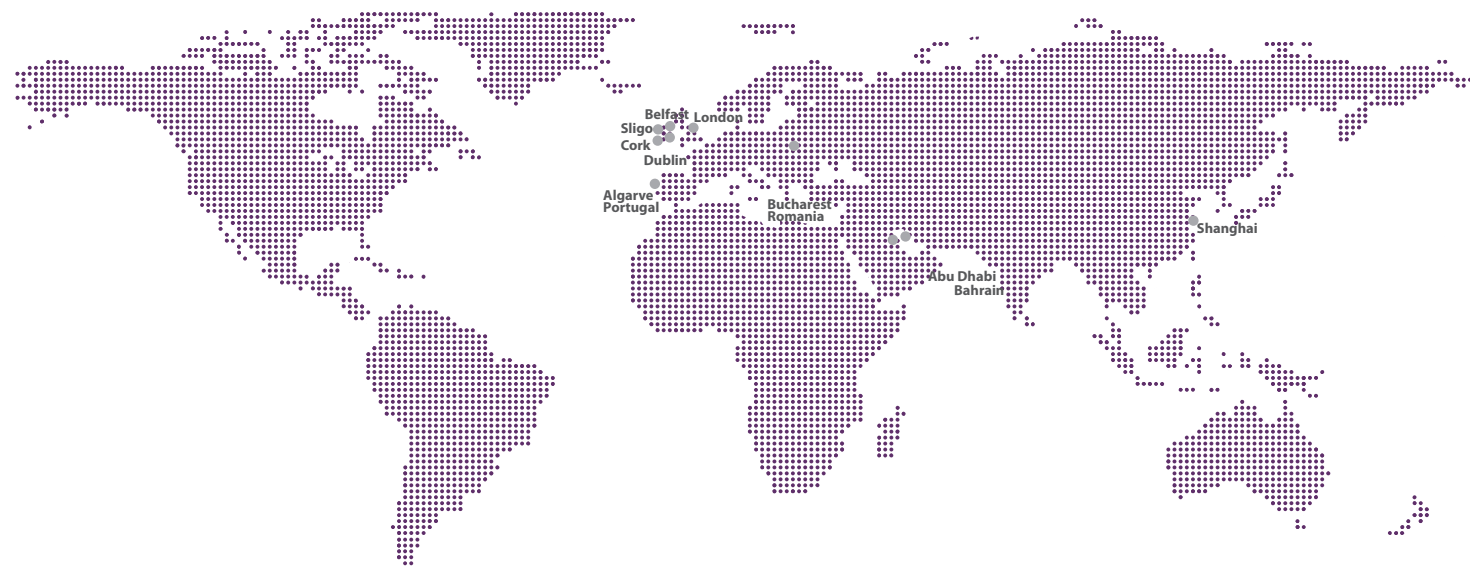 Belfast
London
Sligo
Cork
Dublin
Algarve
Portugal
Bucharest
Romania
Shanghai
Abu Dhabi
Bahrain